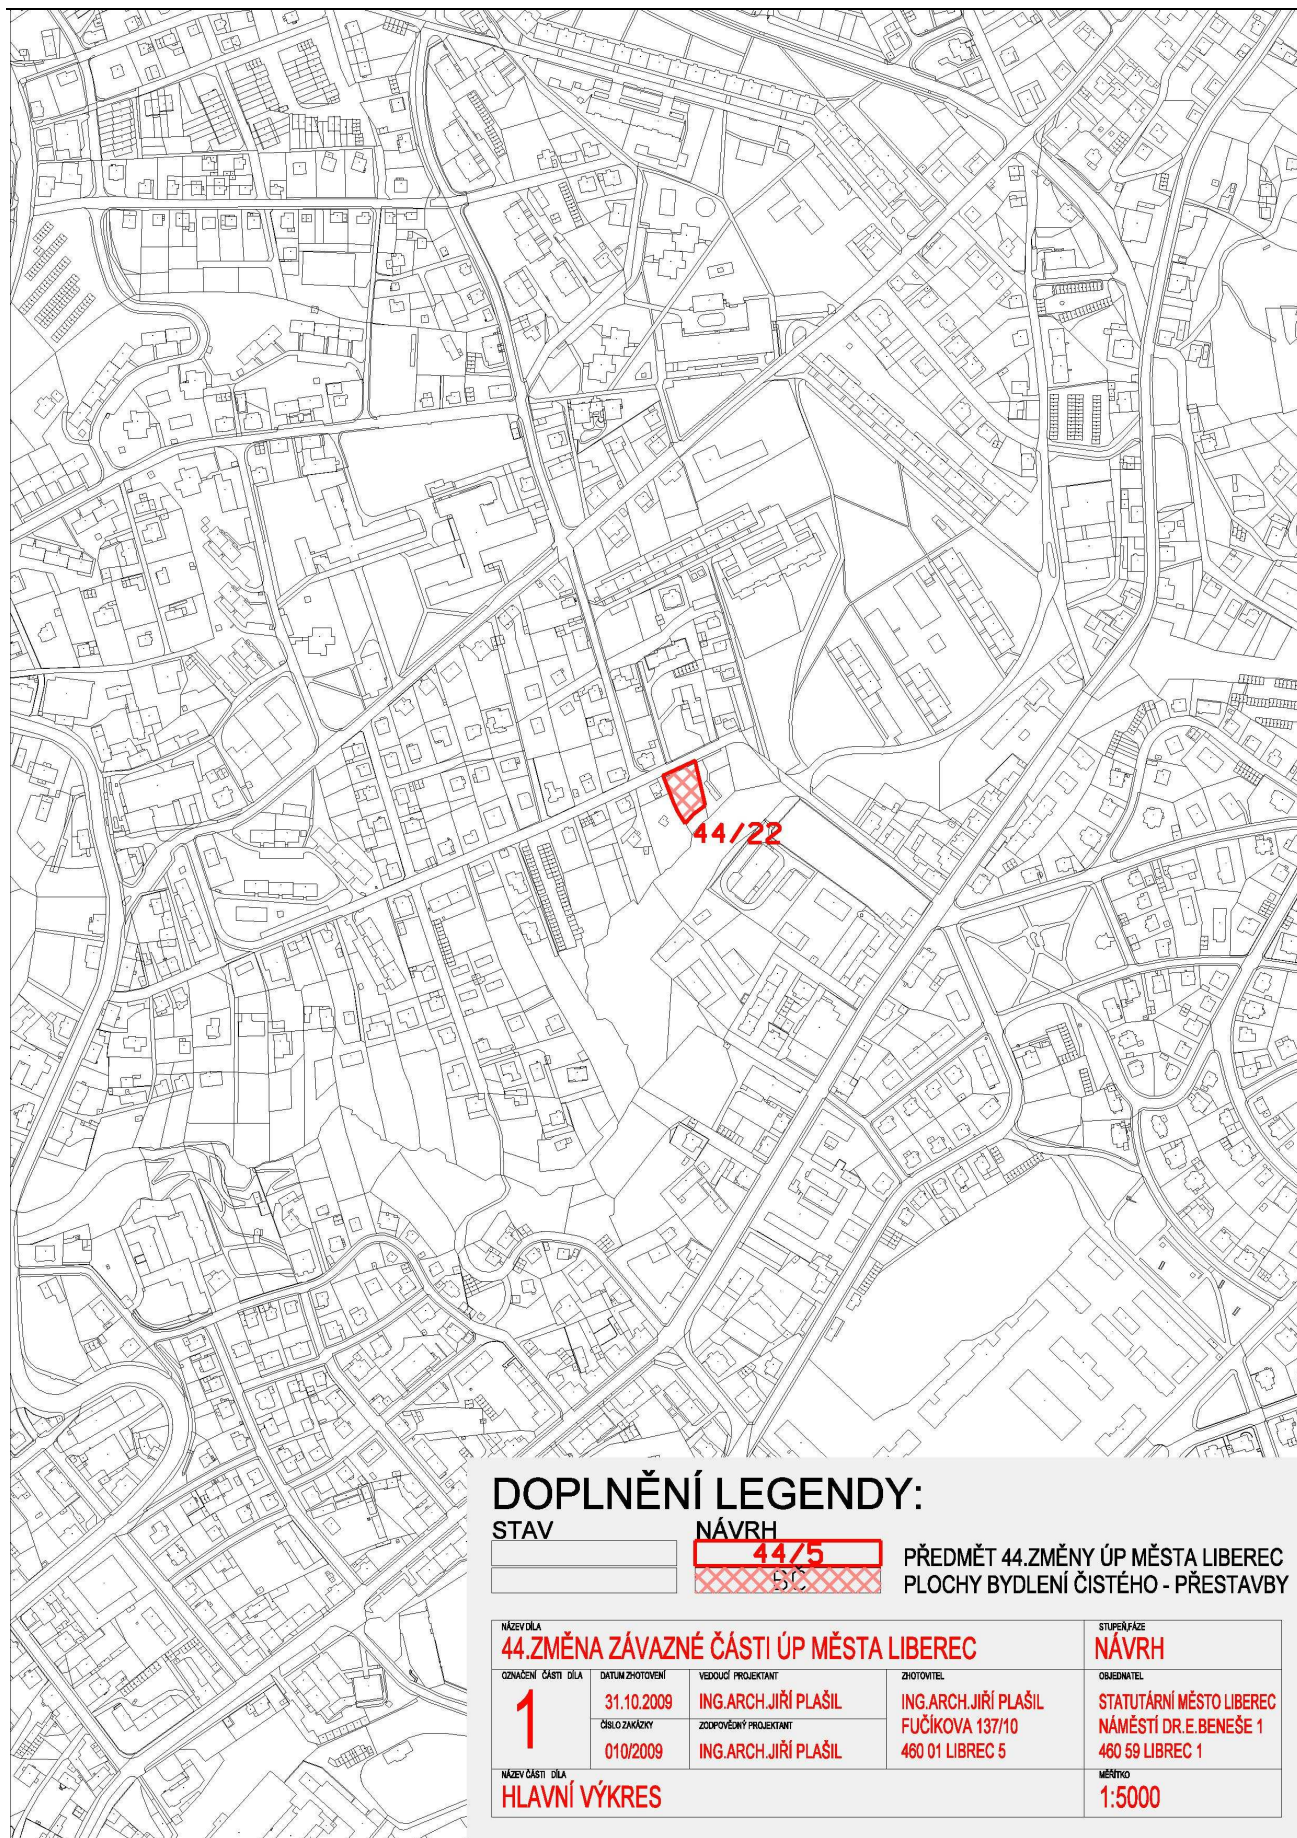 44/22
DOPLNĚNÍ LEGENDY:
STAV NÁVRH
44/5 PŘEDMĚT 44.ZMĚNY ÚP MĚSTA LIBEREC
BČ PLOCHY BYDLENÍ ČISTÉHO - PŘESTAVBY
NÁZEV DÍLA
44.ZMĚNA ZÁVAZNÉ ČÁSTI ÚP MĚSTA LIBEREC
STUPEŇ,FÁZE
NÁVRH
OZNAČENÍ ČÁSTI DÍLA
1
DATUM ZHOTOVENÍ
31.10.2009
ČÍSLO ZAKÁZKY
010/2009
VEDOUCÍ PROJEKTANT
ING.ARCH.JIŘÍ PLAŠIL
ZODPOVĚDNÝ PROJEKTANT
ING.ARCH.JIŘÍ PLAŠIL
ZHOTOVITEL
ING.ARCH.JIŘÍ PLAŠIL
FUČÍKOVA 137/10
460 01 LIBREC 5
OBJEDNATEL
STATUTÁRNÍ MĚSTO LIBEREC
NÁMĚSTÍ DR.E.BENEŠE 1
460 59 LIBREC 1
NÁZEV ČÁSTI DÍLA
HLAVNÍ VÝKRES
MĚŘÍTKO
1:5000